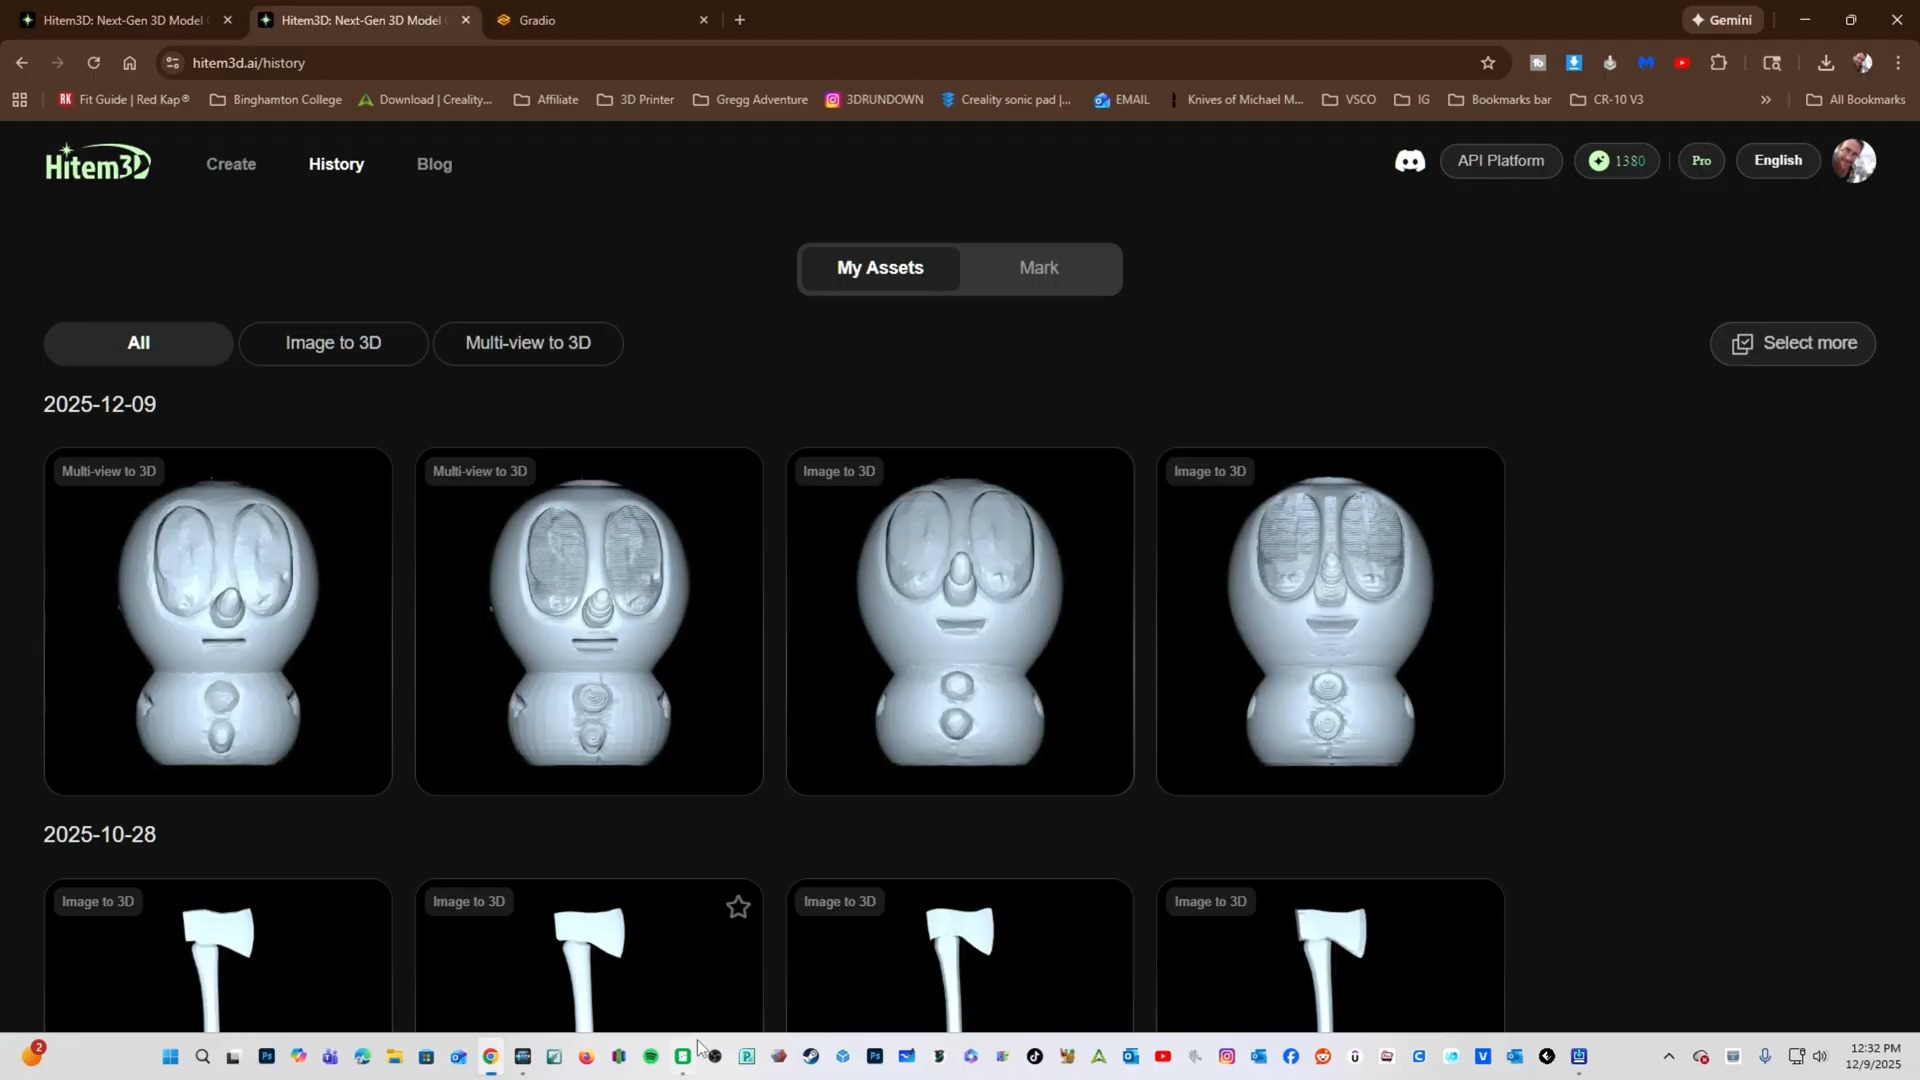 Hitem3D: Next-Gen 3D Model
Hitem3D: Next-Gen 3D Model
Gradio
Gemini
hitem3d.ai/history
Fit Guide | Red Kap®
Binghamton College
Download | Creality...
Affiliate
3D Printer
Gregg Adventure
3DRUNDOWN
Creality sonic pad |...
EMAIL
Knives of Michael M...
VSCO
IG
Bookmarks bar
CR-10 V3
All Bookmarks
Hitem3D
Create
History
Blog
API Platform
1380
Pro
English
My Assets
Mark
All
Image to 3D
Multi-view to 3D
Select more
2025-12-09
Multi-view to 3D
Multi-view to 3D
Image to 3D
Image to 3D
2025-10-28
Image to 3D
Image to 3D
Image to 3D
Image to 3D
2
12:32 PM
12/9/2025